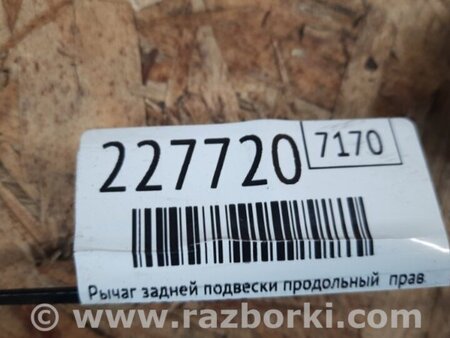 227720 7170
Рычаг задней подвески продольный прав
www.razborki.com